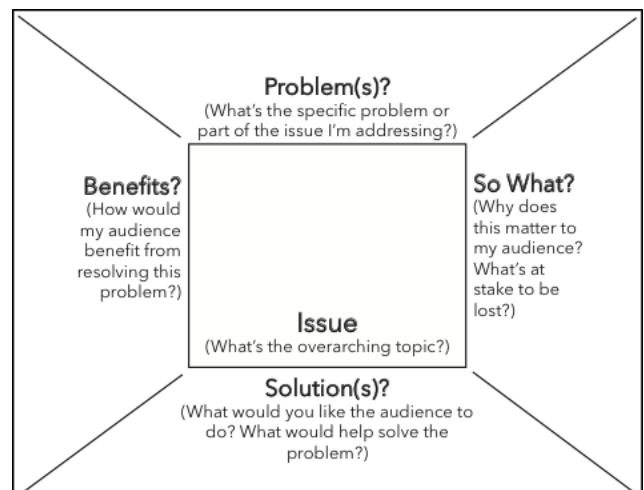 Problem(s)?
(What's the specific problem or
part of the issue I'm addressing?)
Benefits?
(How would
my audience
benefit from
resolving this
problem?)
So What?
(Why does
this matter to
my audience?
What's at
stake to be
lost?)
Issue
(What's the overarching topic?)
Solution(s)?
(What would you like the audience to
do? What would help solve the
problem?)